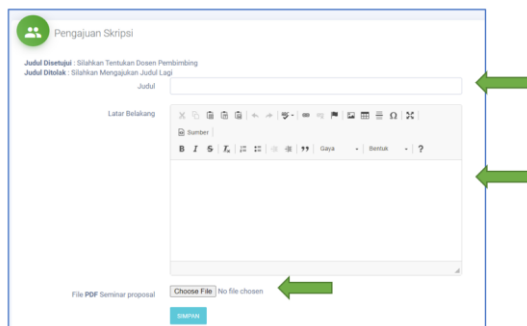 Pengajuan Skripsi
Judul Disetujui : Silahkan Tentukan Dosen Pembimbing
Judul Ditolak : Silahkan Mengajukan Judul Lagi
Judul
Latar Belakang
Sumber
B I S Tx Gaya Bentuk ?
File PDF Seminar proposal Choose File No file chosen
SIMPAN